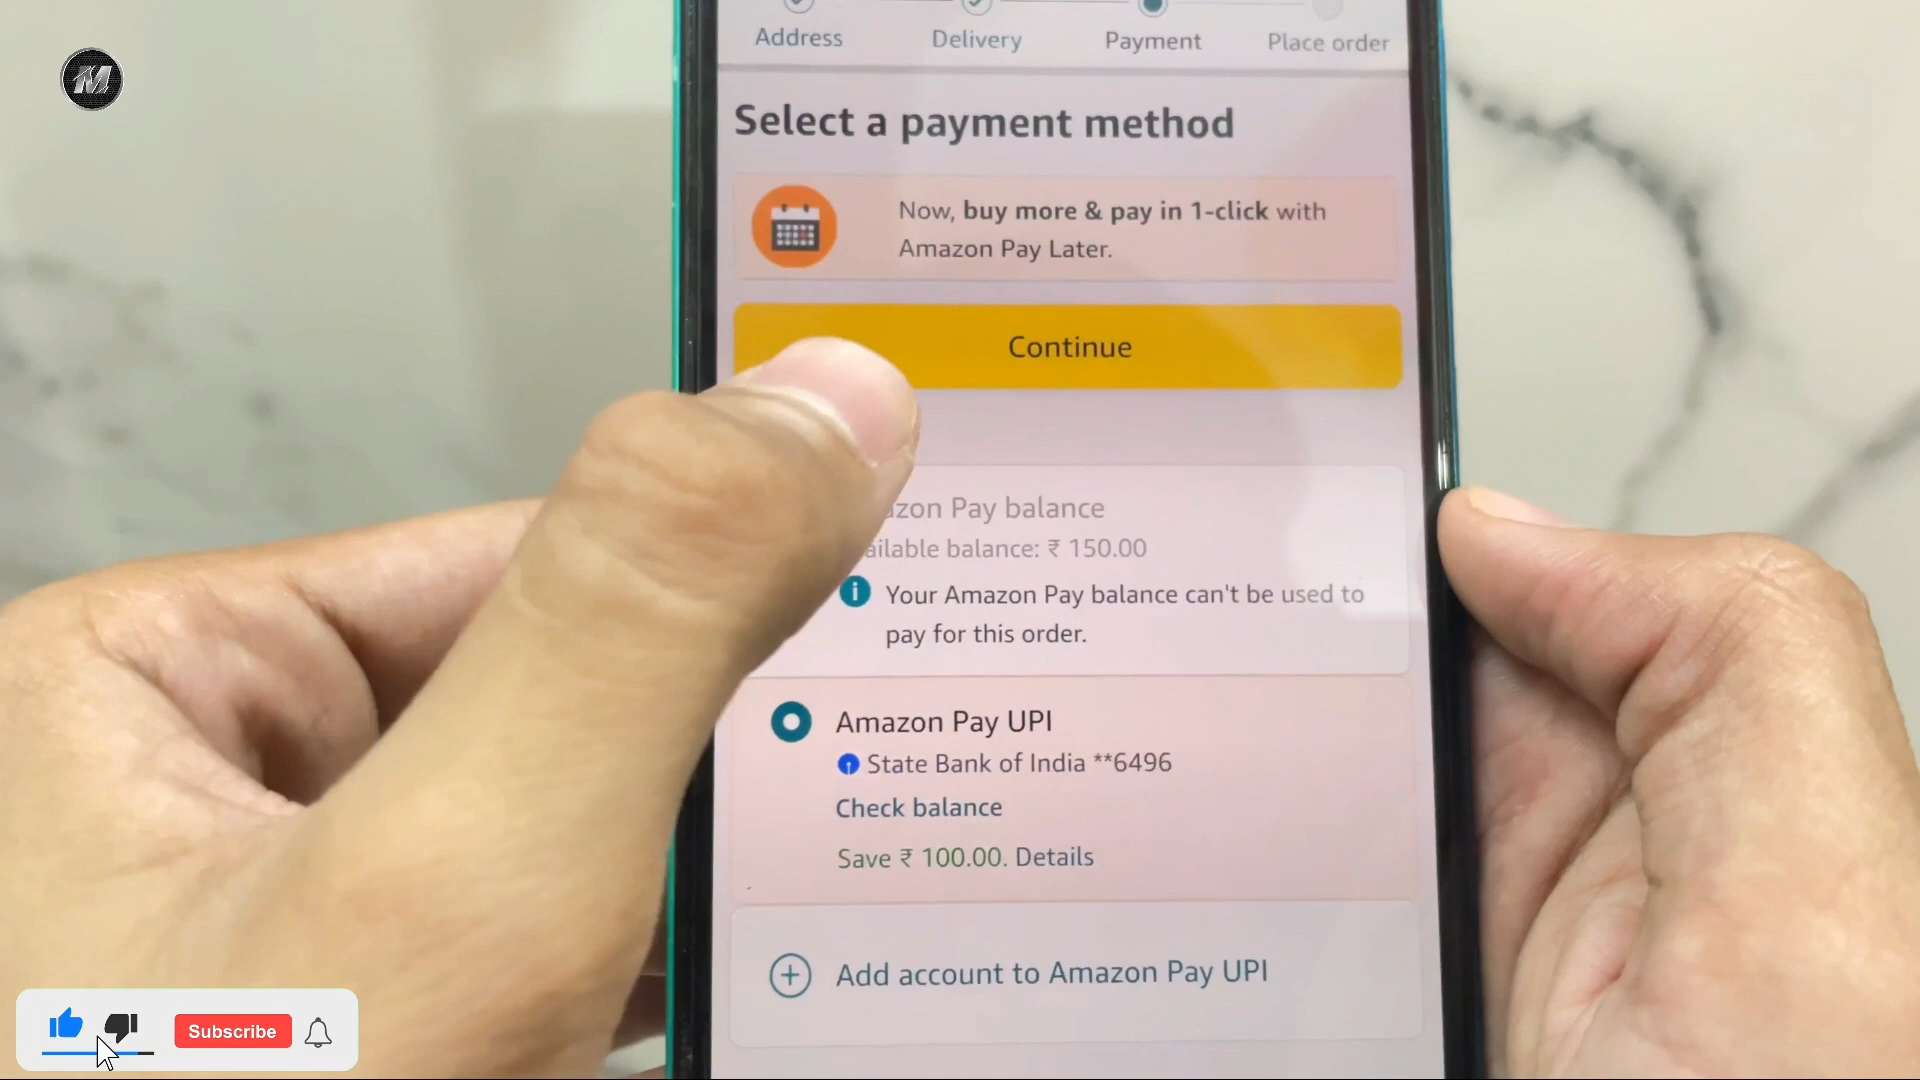 Address Delivery Payment Place order
Select a payment method
Now, buy more & pay in 1-click with
Amazon Pay Later.
Continue
azon Pay balance
ailable balance: ₹ 150.00
Your Amazon Pay balance can't be used to
pay for this order.
Amazon Pay UPI
State Bank of India **6496
Check balance
Save ₹ 100.00. Details
Add account to Amazon Pay UPI
Subscribe